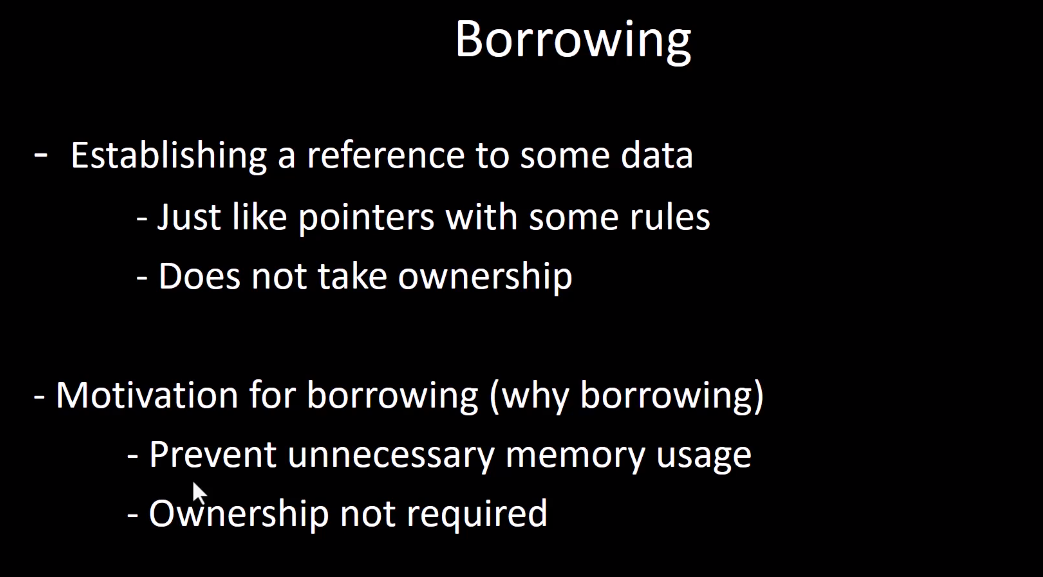 Borrowing
- Establishing a reference to some data
- Just like pointers with some rules
- Does not take ownership
- Motivation for borrowing (why borrowing)
- Prevent unnecessary memory usage
- Ownership not required